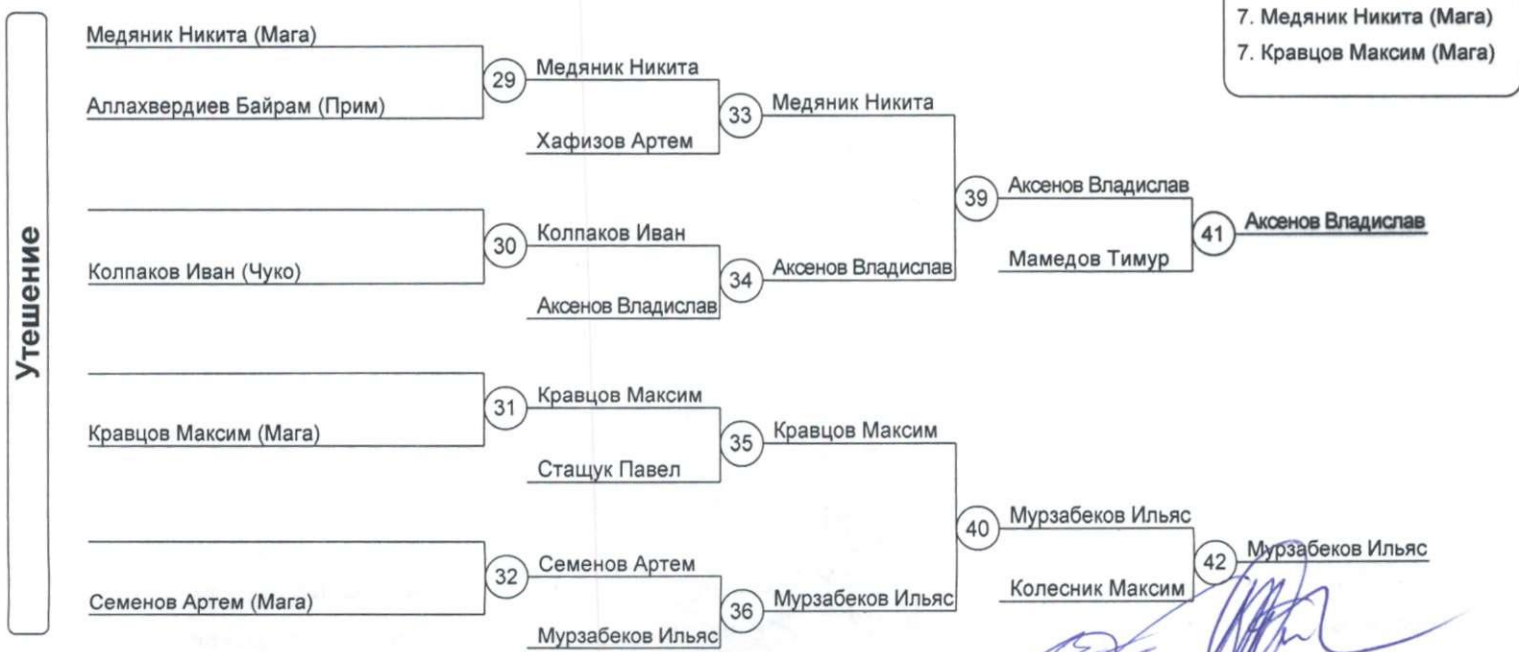 7. Медяник Никита (Мага)
7. Кравцов Максим (Мага)
Утешение
Медяник Никита (Мага)
Аллахвердиев Байрам (Прим)
29
Медяник Никита
Хафизов Артем
33
Медяник Никита
Колпаков Иван (Чуко)
30
Колпаков Иван
Аксенов Владислав
34
Аксенов Владислав
39
Аксенов Владислав
Мамедов Тимур
41
Аксенов Владислав
Кравцов Максим (Мага)
31
Кравцов Максим
Стащук Павел
35
Кравцов Максим
Семенов Артем (Мага)
32
Семенов Артем
Мурзабеков Ильяс
36
Мурзабеков Ильяс
40
Мурзабеков Ильяс
Колесник Максим
42
Мурзабеков Ильяс